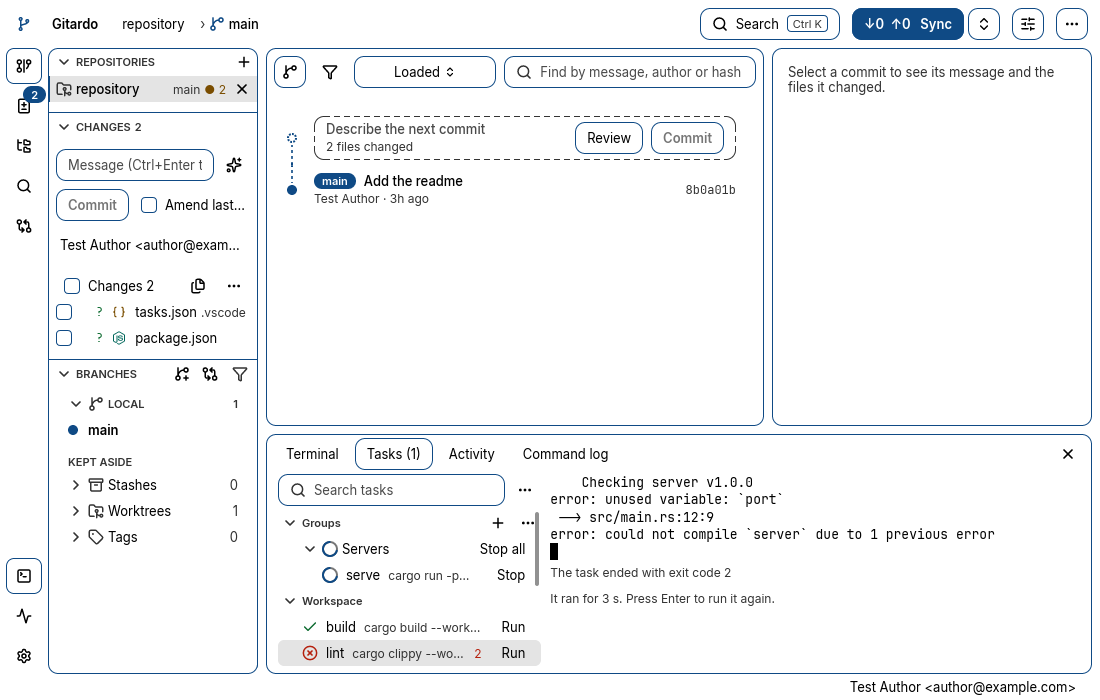 Gitardo repository › main Search Ctrl K ↓0 ↑0 Sync
REPOSITORIES
repository main 2
2
CHANGES 2
Message (Ctrl+Enter t
Commit Amend last...
Test Author <author@exam...
Changes 2
? { } tasks.json .vscode
? package.json
BRANCHES
LOCAL 1
main
KEPT ASIDE
Stashes 0
Worktrees 1
Tags 0
Loaded Find by message, author or hash
Describe the next commit
2 files changed
Review Commit
main Add the readme
Test Author · 3h ago
8b0a01b
Select a commit to see its message and the
files it changed.
Terminal Tasks (1) Activity Command log
Search tasks
Groups
Servers Stop all
serve cargo run -p... Stop
Workspace
build cargo build --work... Run
lint cargo clippy --wo... 2 Run
Checking server v1.0.0
error: unused variable: `port`
--> src/main.rs:12:9
error: could not compile `server` due to 1 previous error
The task ended with exit code 2
It ran for 3 s. Press Enter to run it again.
Test Author <author@example.com>